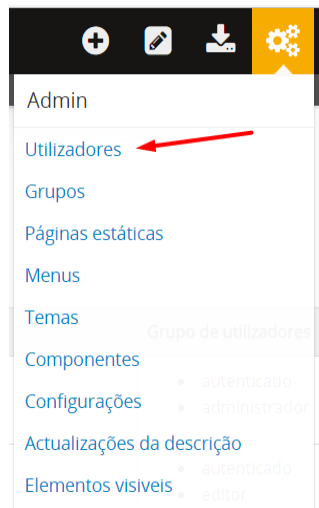 Admin
Utilizadores
Grupos
Páginas estáticas
Menus
Temas
Grupo de utilizadores
Componentes
autenticado
Configurações
administrador
Actualizações da descrição
autenticado
Elementos visiveis
editor